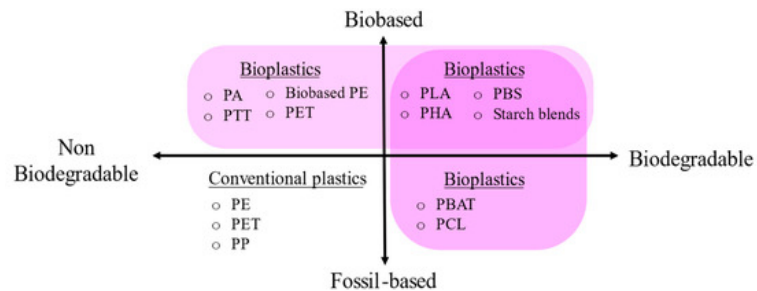 Biobased
Bioplastics
○ PA
○ Biobased PE
○ PTT
○ PET
Bioplastics
○ PLA
○ PBS
○ PHA
○ Starch blends
Non
Biodegradable
Biodegradable
Conventional plastics
○ PE
○ PET
○ PP
Bioplastics
○ PBAT
○ PCL
Fossil-based